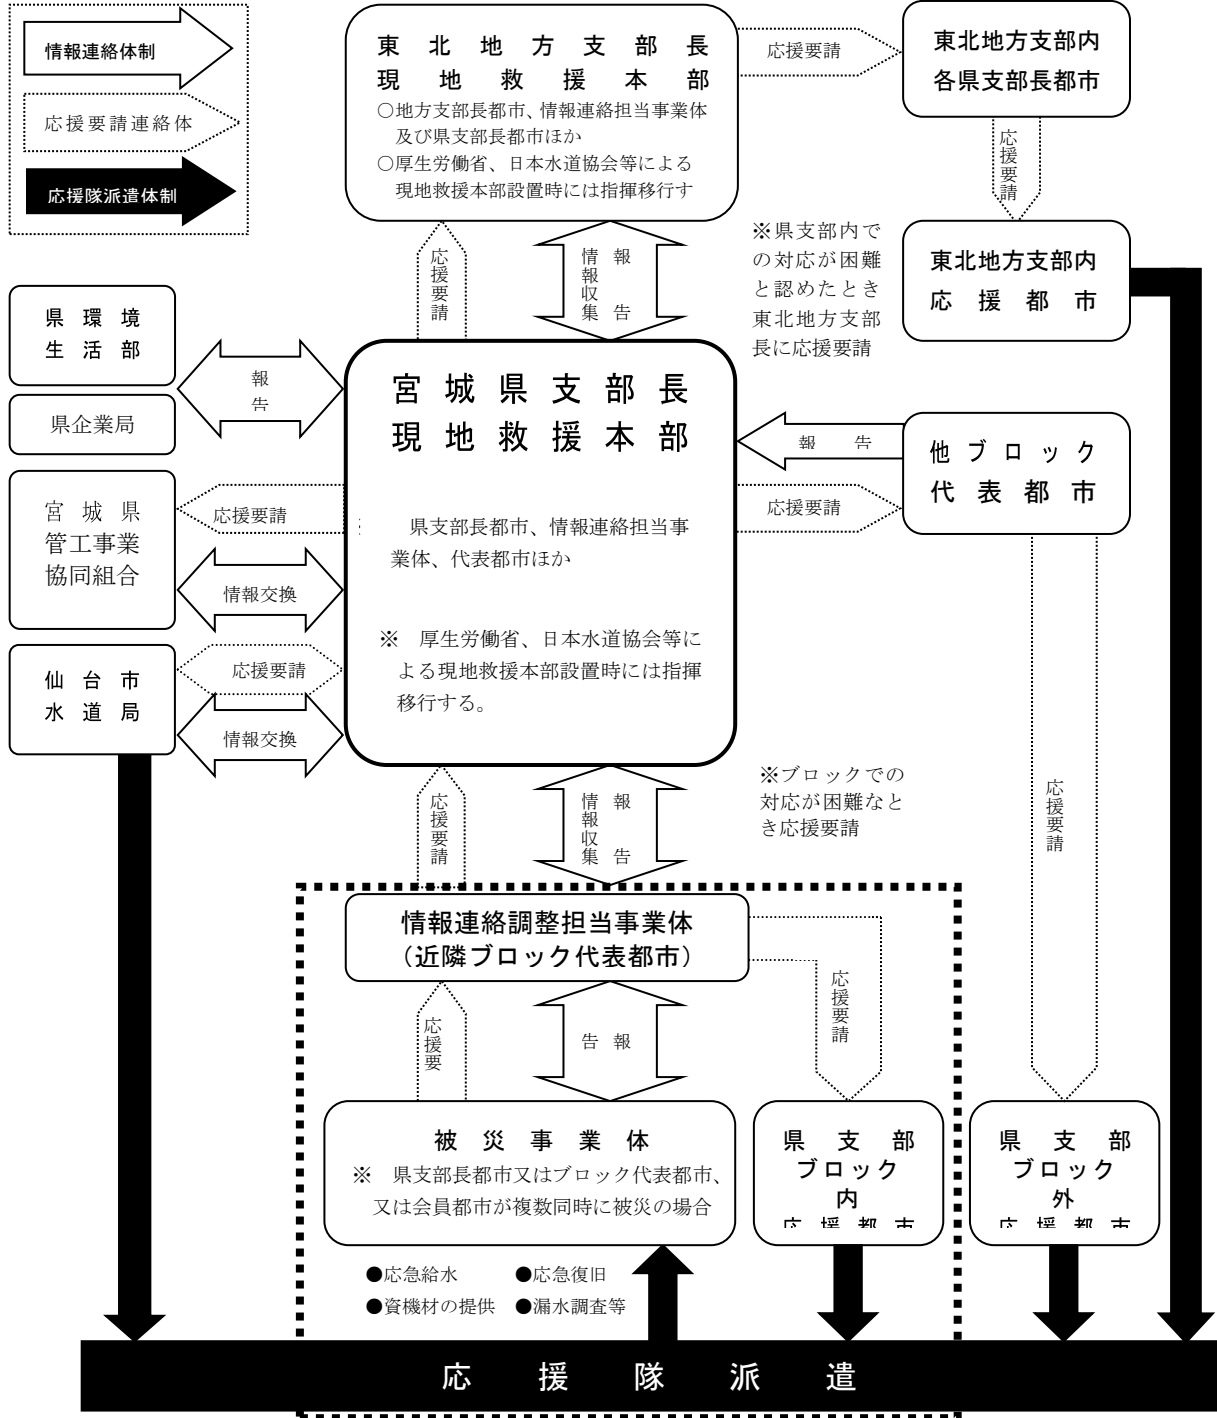 情報連絡体制
応援要請連絡体
応援隊派遣体制
東北地方支部長
現地救援本部
○地方支部長都市、情報連絡担当事業体
及び県支部長都市ほか
○厚生労働省、日本水道協会等による
現地救援本部設置時には指揮移行す
応援要請
東北地方支部内
各県支部長都市
応援要請
東北地方支部内
応援都市
※県支部内で
の対応が困難
と認めたとき
東北地方支部
長に応援要請
応援要請
情報収集
報告
県環境
生活部
県企業局
報告
宮城県
管工事業
協同組合
応援要請
情報交換
仙台市
水道局
応援要請
情報交換
宮城県支部長
現地救援本部
県支部長都市、情報連絡担当事
業体、代表都市ほか
※ 厚生労働省、日本水道協会等に
よる現地救援本部設置時には指揮
移行する。
報告
応援要請
他ブロック
代表都市
応援要請
情報収集
報告
※ブロックでの
対応が困難なと
き応援要請
応援要請
情報連絡調整担当事業体
（近隣ブロック代表都市）
応援要請
応援要
告報
被災事業体
※ 県支部長都市又はブロック代表都市、
又は会員都市が複数同時に被災の場合
県支部
ブロック
内
応援都市
県支部
ブロック
外
応援都市
●応急給水 ●応急復旧
●資機材の提供 ●漏水調査等
応援隊派遣